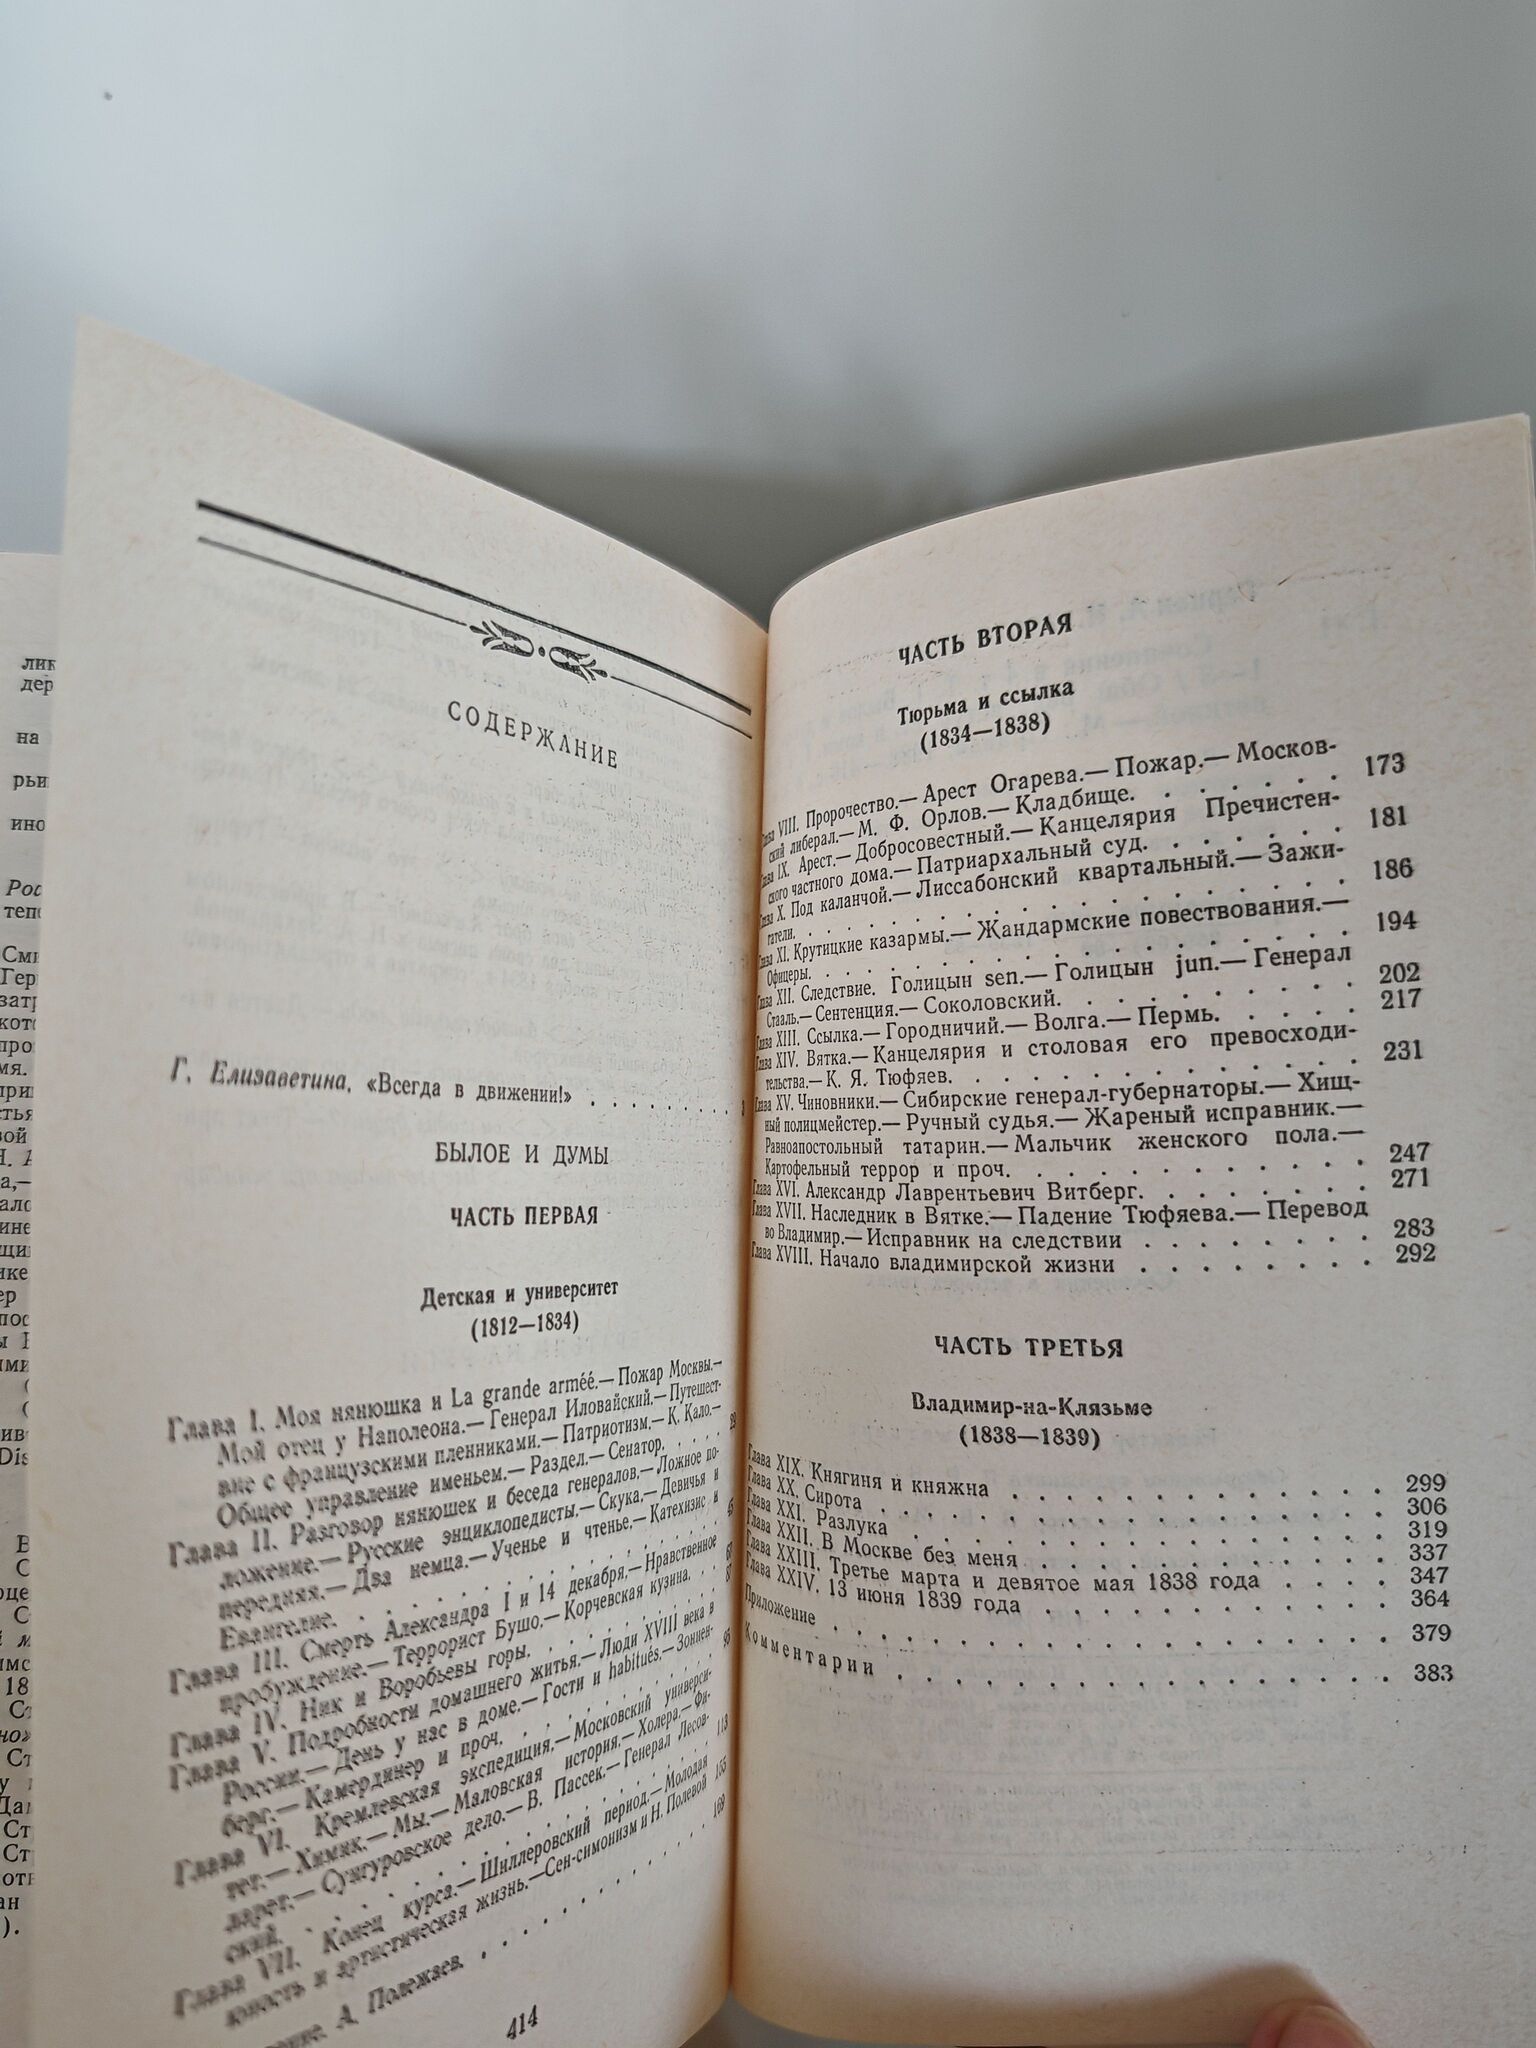 СОДЕРЖАНИЕ
Г. Елизаветина. «Всегда в движении!» . . . . . . . . 3
БЫЛОЕ И ДУМЫ
ЧАСТЬ ПЕРВАЯ
Детская и университет
(1812—1834)
Глава I. Моя нянюшка и La grande armée.— Пожар Москвы.—
Мой отец у Наполеона.— Генерал Иловайский.— Путешест-
вие с французскими пленниками.— Патриотизм.— К. Кало.—
Общее управление именьем.— Раздел.— Сенатор. . . . . 29
Глава II. Разговор нянюшек и беседа генералов.— Ложное по-
ложение.— Русские энциклопедисты.— Скука.— Девичья и
передняя.— Два немца.— Ученье и чтенье.— Катехизис и
Евангелие. . . . . . . . . . . . 45
Глава III. Смерть Александра I и 14 декабря.— Нравственное
пробуждение.— Террорист Бушо.— Корчевская кузина. . . 67
Глава IV. Ник и Воробьевы горы. . . . . . . . 87
Глава V. Подробности домашнего житья.— Люди XVIII века в
России.— День у нас в доме.— Гости и habitués.— Зоннен-
берг.— Камердинер и проч. . . . . . . . . 95
Глава VI. Кремлевская экспедиция.— Московский универси-
тет.— Химик.— Мы.— Маловская история.— Холера.— Фи-
ларет.— Сунгуровское дело.— В. Пассек.— Генерал Лесов-
ский. . . . . . . . . . . . 113
Глава VII. Конец курса.— Шиллеровский период.— Молодая
юность и артистическая жизнь.— Сен-симонизм и Н. Полевой 155
А. Полежаев. . . . . . . . . . 169
414
ЧАСТЬ ВТОРАЯ
Тюрьма и ссылка
(1834—1838)
Глава VIII. Пророчество.— Арест Огарева.— Пожар.— Москов-
ский либерал.— М. Ф. Орлов.— Кладбище. . . . . . . 173
Глава IX. Арест.— Добросовестный.— Канцелярия Пречистен-
ского частного дома.— Патриархальный суд. . . . . . . 181
Глава X. Под каланчой.— Лиссабонский квартальный.— Зажи-
гатели. . . . . . . . . . . . . . . 186
Глава XI. Крутицкие казармы.— Жандармские повествования.—
Офицеры. . . . . . . . . . . . . . . 194
Глава XII. Следствие. Голицын sen.— Голицын jun.— Генерал
Стааль.— Сентенция.— Соколовский. . . . . . . . . 202
Глава XIII. Ссылка.— Городничий.— Волга.— Пермь. . . . . 217
Глава XIV. Вятка.— Канцелярия и столовая его превосходи-
тельства.— К. Я. Тюфяев. . . . . . . . . . . 231
Глава XV. Чиновники.— Сибирские генерал-губернаторы.— Хищ-
ный полицмейстер.— Ручный судья.— Жареный исправник.—
Равноапостольный татарин.— Мальчик женского пола.—
Картофельный террор и проч. . . . . . . . . . 247
Глава XVI. Александр Лаврентьевич Витберг. . . . . . . 271
Глава XVII. Наследник в Вятке.— Падение Тюфяева.— Перевод
во Владимир.— Исправник на следствии . . . . . . . 283
Глава XVIII. Начало владимирской жизни . . . . . . . 292
ЧАСТЬ ТРЕТЬЯ
Владимир-на-Клязьме
(1838—1839)
Глава XIX. Княгиня и княжна . . . . . . . . . . 299
Глава XX. Сирота . . . . . . . . . . . . . . 306
Глава XXI. Разлука . . . . . . . . . . . . . 319
Глава XXII. В Москве без меня . . . . . . . . . 337
Глава XXIII. Третье марта и девятое мая 1838 года . . . . 347
Глава XXIV. 13 июня 1839 года . . . . . . . . . 364
Приложение . . . . . . . . . . . . . . . 379
Комментарии . . . . . . . . . . . . . 383